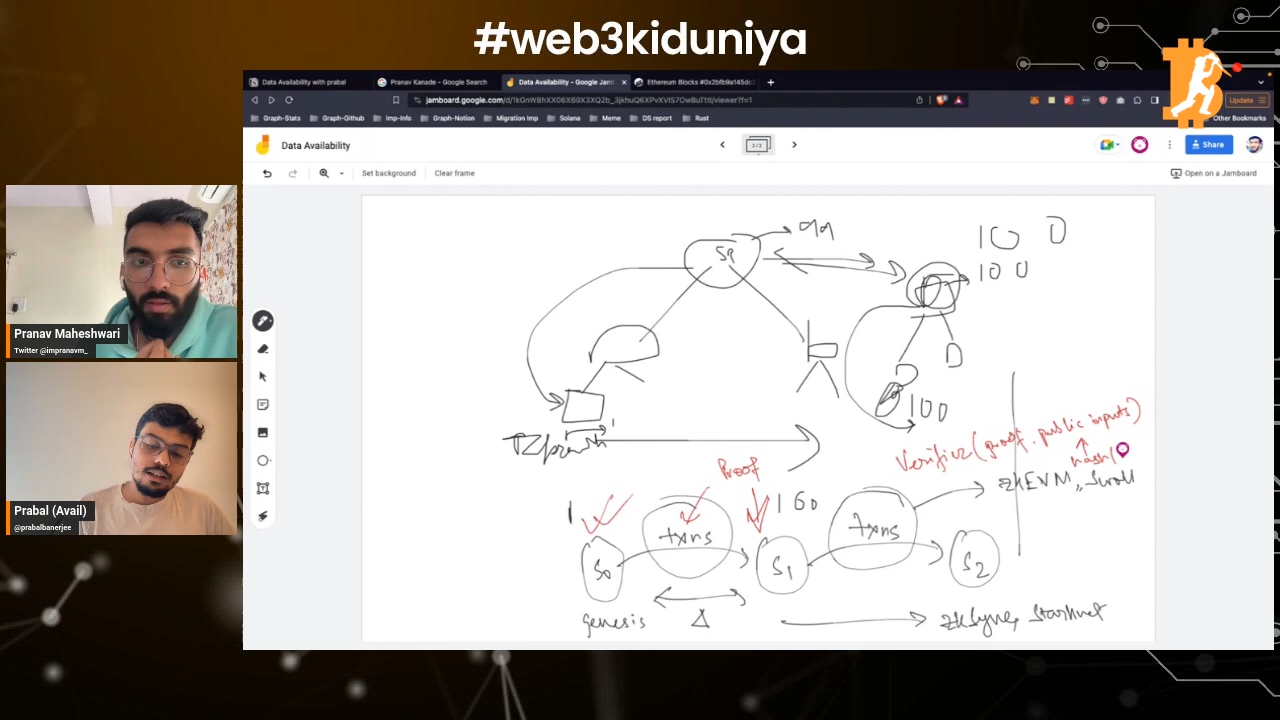 #web3kiduniya
Data Availability with prabal
Pranav Kanade - Google Search
Data Availability - Google Jam
Ethereum Blocks #0x2bfb9a145dc
Update
Graph-Stats
Graph-Github
Imp-Info
Graph-Notion
Migration Imp
Solana
Meme
DS report
Rust
Other Bookmarks
Data Availability
2/2
Share
Set background
Clear frame
Open on a Jamboard
Pranav Maheshwari
Twitter @impranavm_
Prabal (Avail)
@prabalbanerjee
100
100
Verifier (proof, public inputs)
hash(
zkEVM, Scroll
Proof
txns
txns
S0
S1
S2
genesis
Δ
zkSync, Starknet